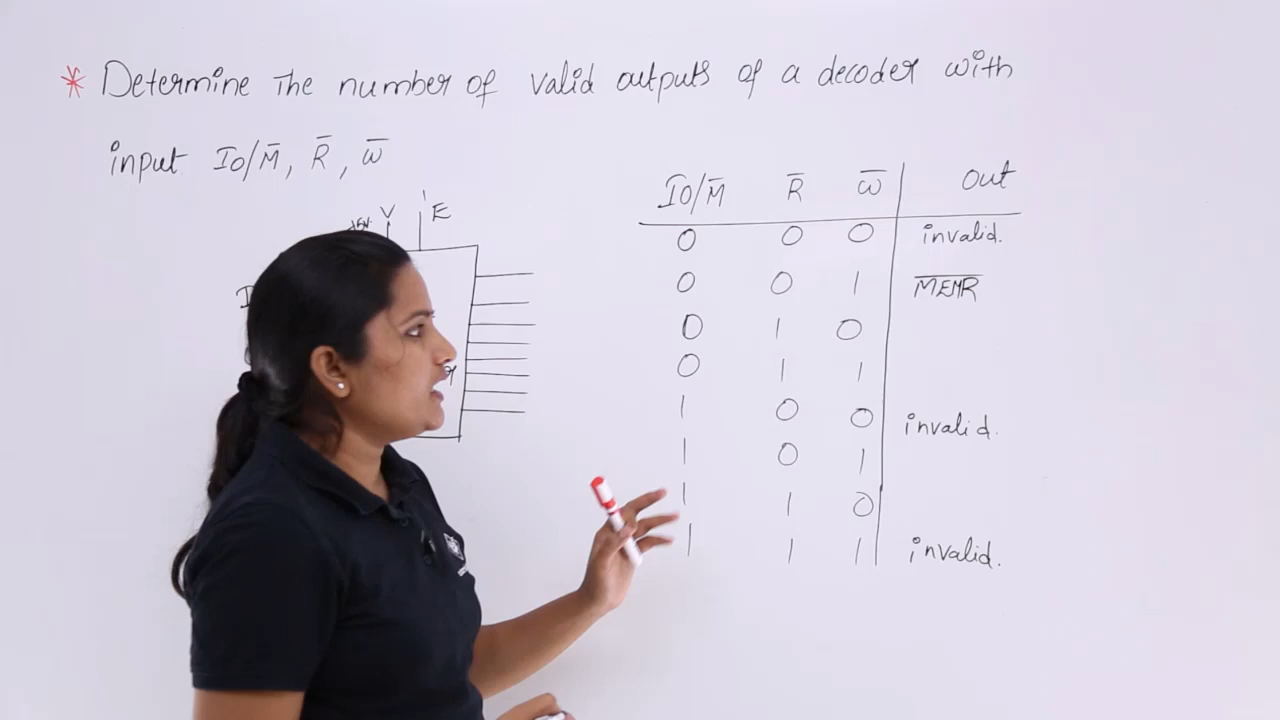 * Determine The number of valid outputs of a decoder with
input IO/M̅, R̅, W̅
+5V. V E
IO/M̅ R̅ W̅ Out
0 0 0 invalid.
0 0 1 M̅E̅M̅R̅
0 1 0
0 1 1
1 0 0 invalid.
1 0 1
1 1 0
1 1 1 invalid.